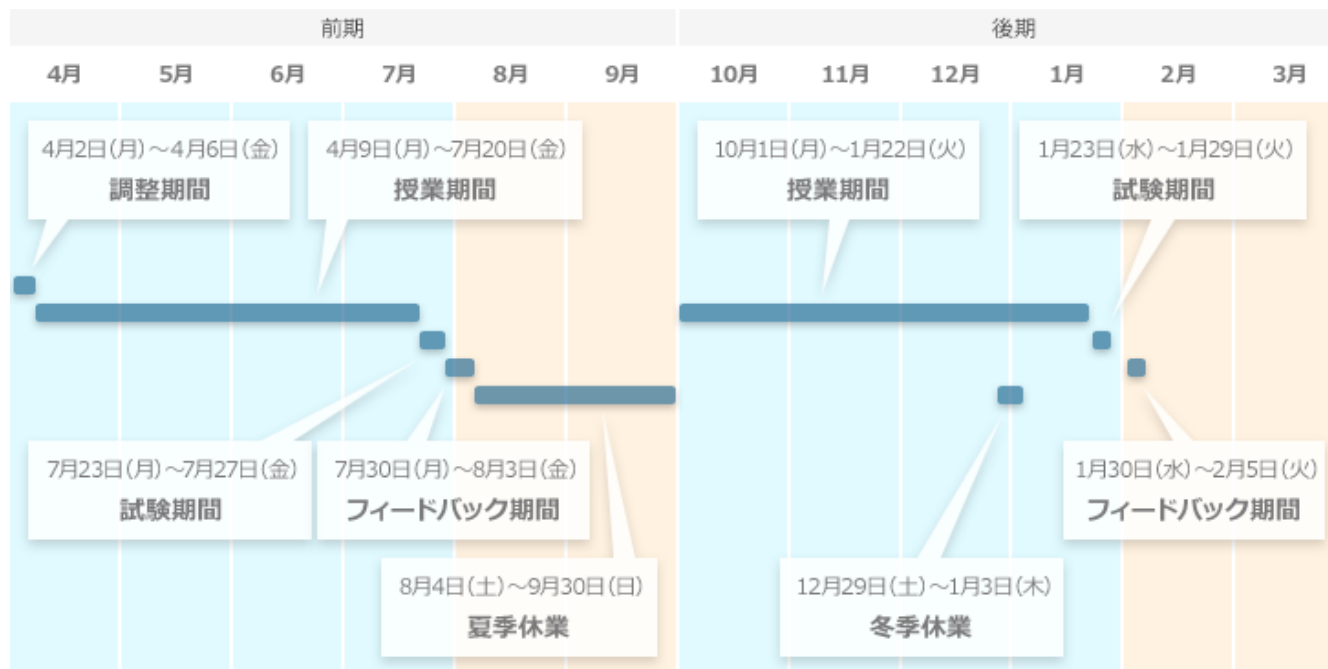 前期
後期
4月 5月 6月 7月 8月 9月 10月 11月 12月 1月 2月 3月
4月2日(月)～4月6日(金)
調整期間
4月9日(月)～7月20日(金)
授業期間
10月1日(月)～1月22日(火)
授業期間
1月23日(水)～1月29日(火)
試験期間
7月23日(月)～7月27日(金)
試験期間
7月30日(月)～8月3日(金)
フィードバック期間
1月30日(水)～2月5日(火)
フィードバック期間
8月4日(土)～9月30日(日)
夏季休業
12月29日(土)～1月3日(木)
冬季休業